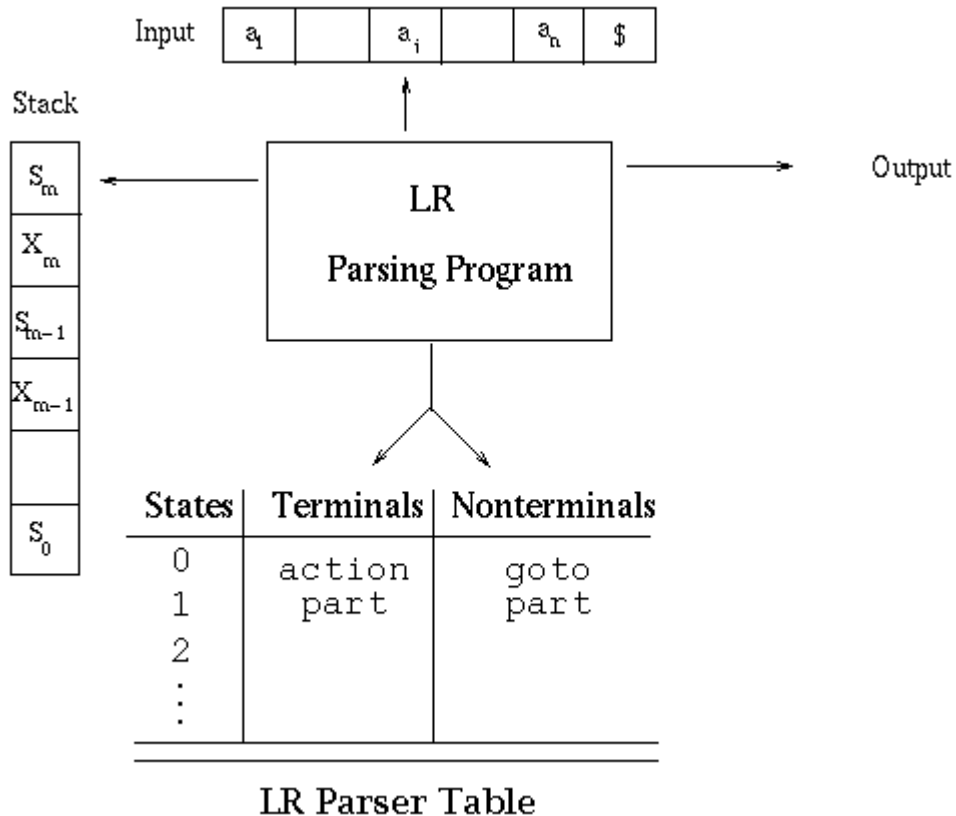 Input a₁ aᵢ aₙ $
Stack
Sₘ
Xₘ
Sₘ₋₁
Xₘ₋₁
S₀
LR
Parsing Program
Output
States Terminals Nonterminals
0 action goto
1 part part
2
⋮
LR Parser Table